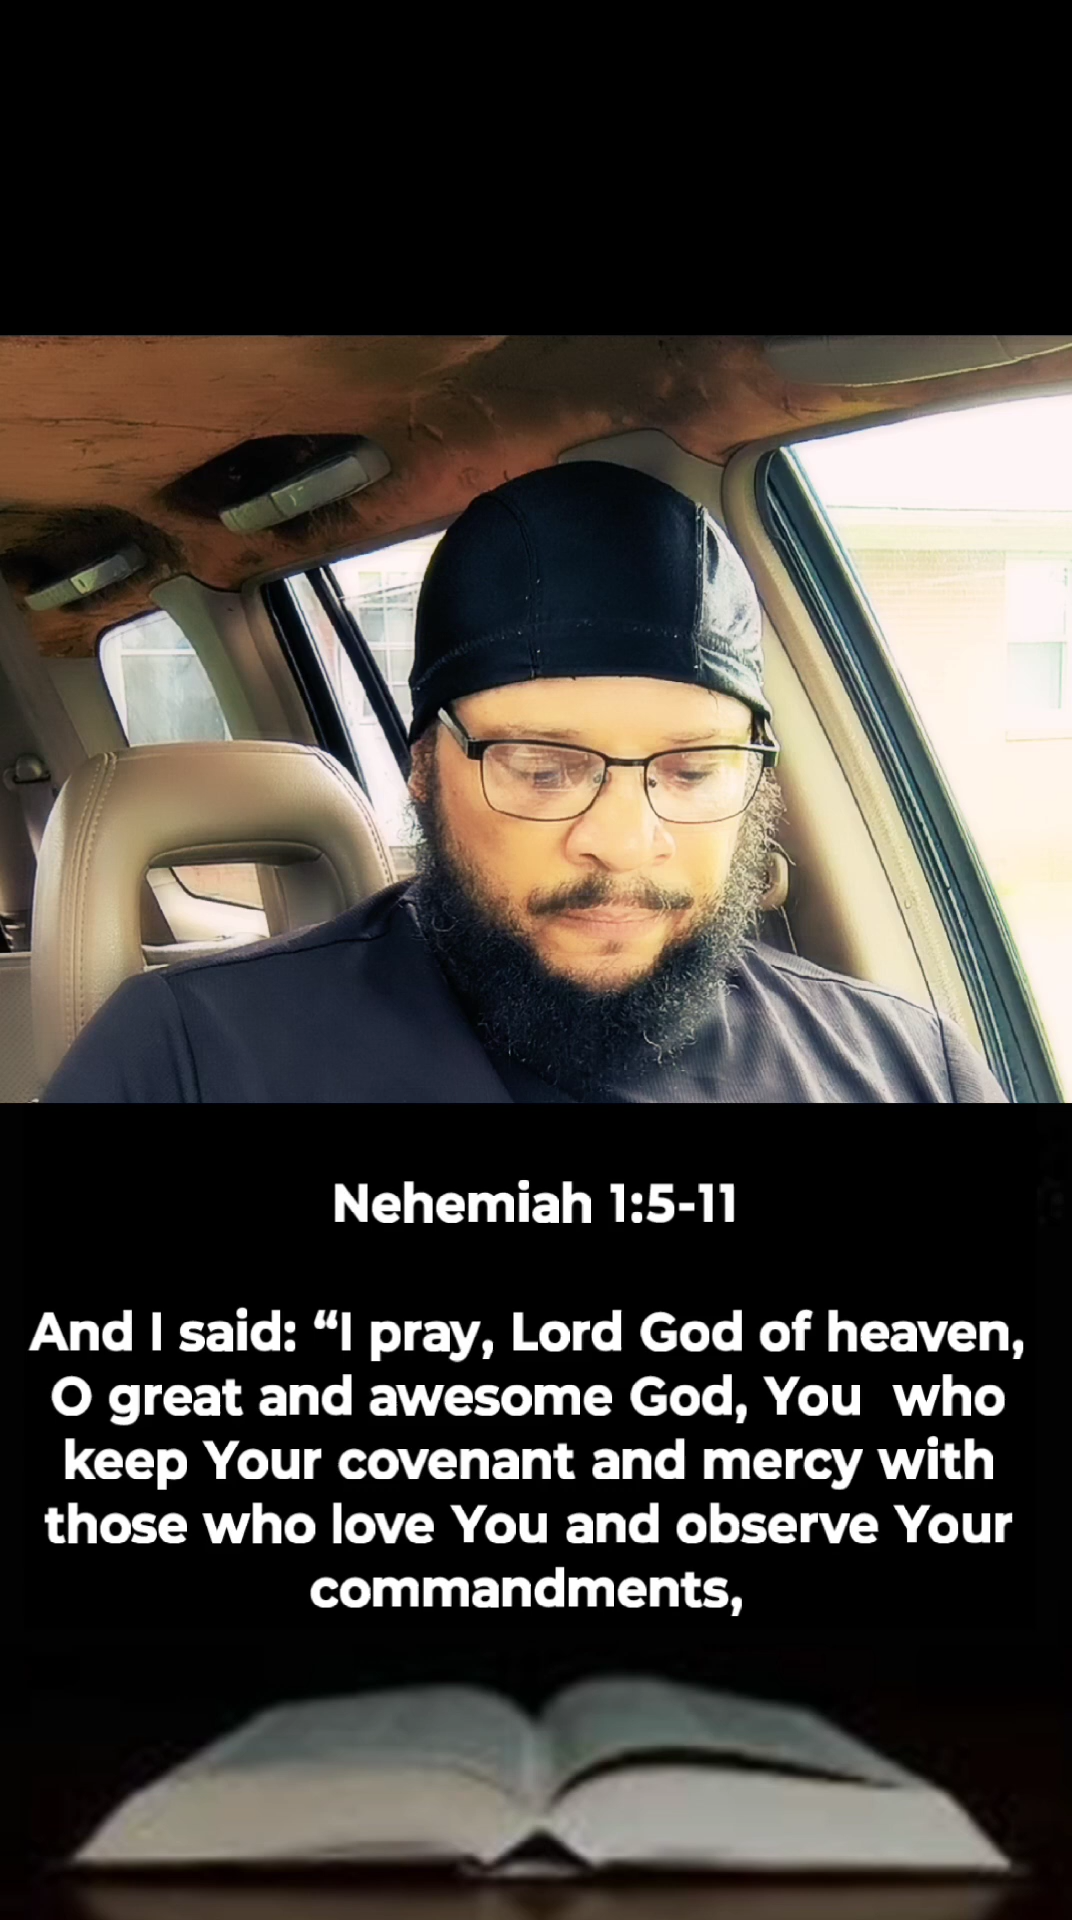 Nehemiah 1:5-11
And I said: “I pray, Lord God of heaven,
O great and awesome God, You  who
keep Your covenant and mercy with
those who love You and observe Your
commandments,